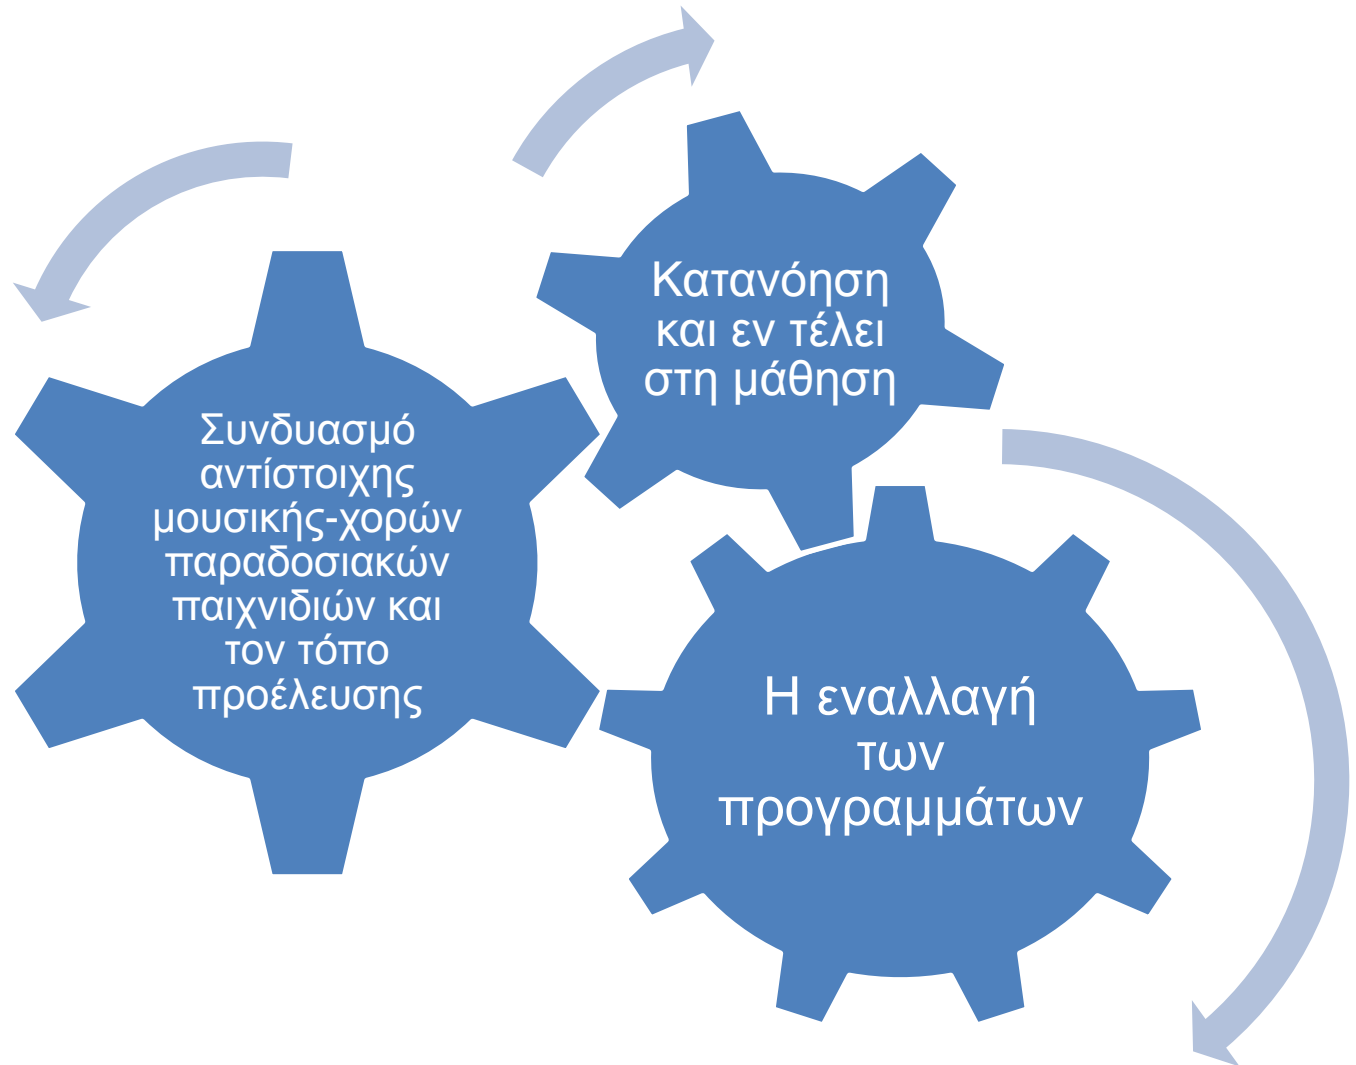 Κατανόηση
και εν τέλει
στη μάθηση
Συνδυασμό
αντίστοιχης
μουσικής-χορών
παραδοσιακών
παιχνιδιών και
τον τόπο
προέλευσης
Η εναλλαγή
των
προγραμμάτων